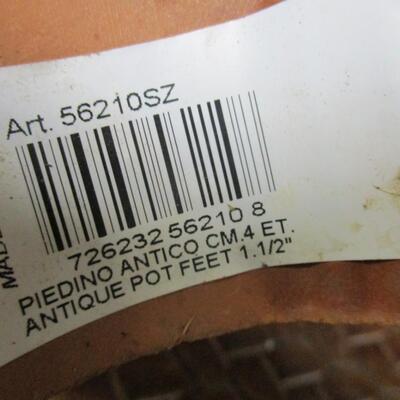 Art. 56210SZ
726232 56210 8
PIEDINO ANTICO CM.4 ET.
ANTIQUE POT FEET 1.1/2"